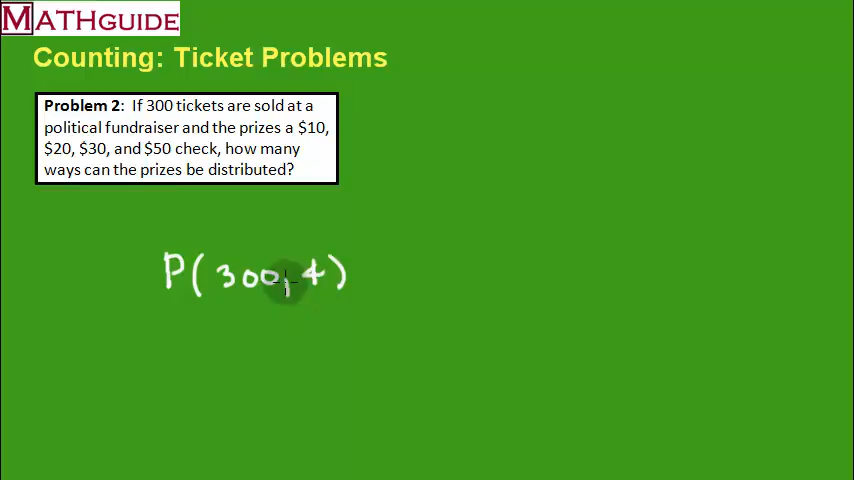 MATHGUIDE
Counting: Ticket Problems
Problem 2: If 300 tickets are sold at a
political fundraiser and the prizes a $10,
$20, $30, and $50 check, how many
ways can the prizes be distributed?
P(300, 4)